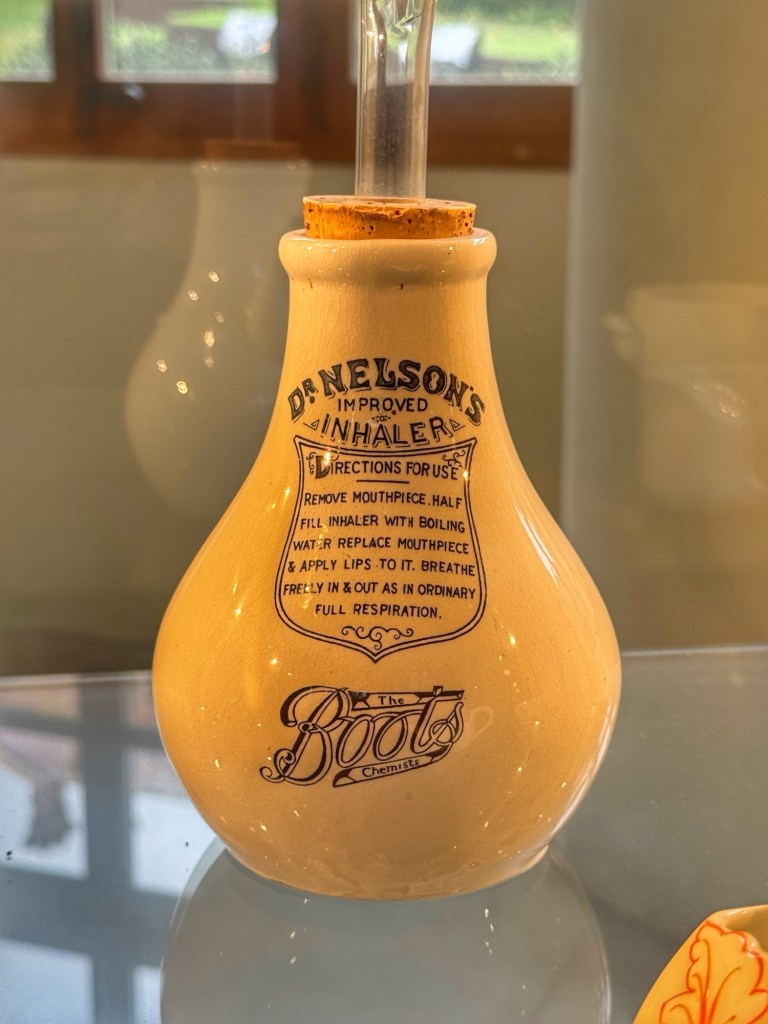 DR NELSON'S
IMPROVED
INHALER
DIRECTIONS FOR USE
REMOVE MOUTHPIECE. HALF
FILL INHALER WITH BOILING
WATER REPLACE MOUTHPIECE
& APPLY LIPS TO IT. BREATHE
FREELY IN & OUT AS IN ORDINARY
FULL RESPIRATION.
The
Boots
Chemists